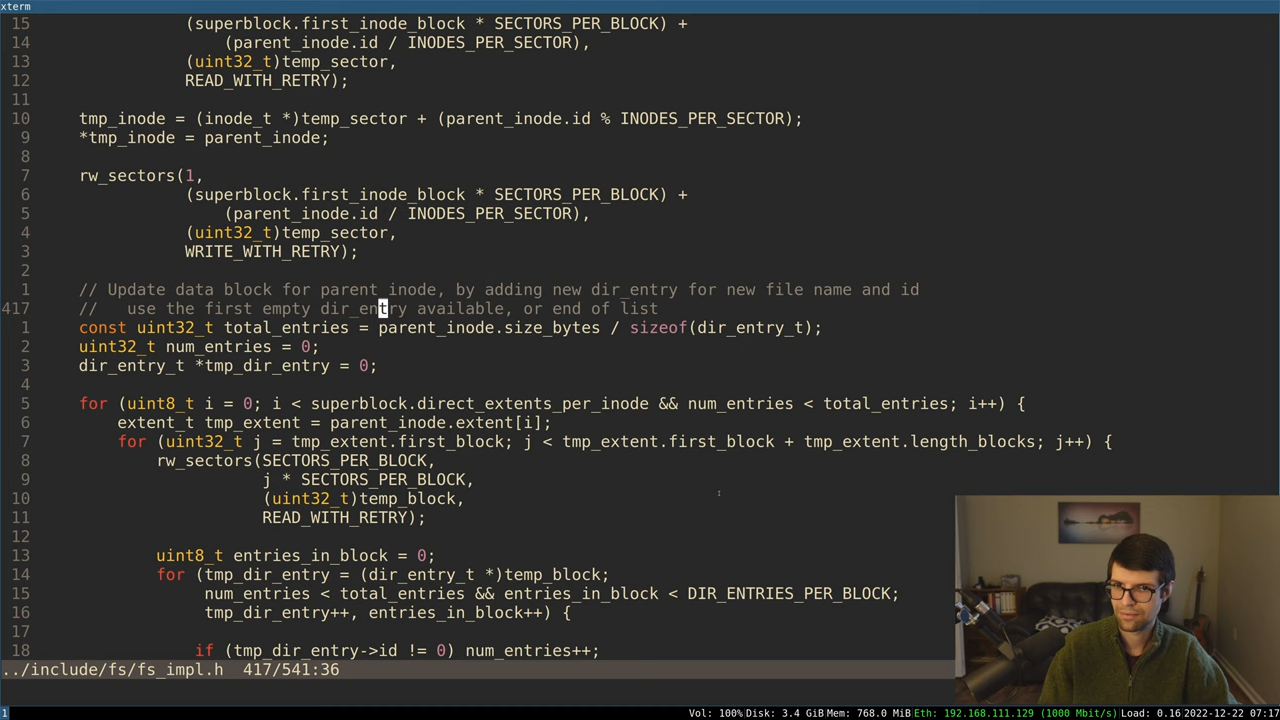 xterm
15 (superblock.first_inode_block * SECTORS_PER_BLOCK) +
14 (parent_inode.id / INODES_PER_SECTOR),
13 (uint32_t)temp_sector,
12 READ_WITH_RETRY);
11
10 tmp_inode = (inode_t *)temp_sector + (parent_inode.id % INODES_PER_SECTOR);
9 *tmp_inode = parent_inode;
8
7 rw_sectors(1,
6 (superblock.first_inode_block * SECTORS_PER_BLOCK) +
5 (parent_inode.id / INODES_PER_SECTOR),
4 (uint32_t)temp_sector,
3 WRITE_WITH_RETRY);
2
1 // Update data block for parent_inode, by adding new dir_entry for new file name and id
417 //   use the first empty dir_entry available, or end of list
1 const uint32_t total_entries = parent_inode.size_bytes / sizeof(dir_entry_t);
2 uint32_t num_entries = 0;
3 dir_entry_t *tmp_dir_entry = 0;
4
5 for (uint8_t i = 0; i < superblock.direct_extents_per_inode && num_entries < total_entries; i++) {
6 extent_t tmp_extent = parent_inode.extent[i];
7 for (uint32_t j = tmp_extent.first_block; j < tmp_extent.first_block + tmp_extent.length_blocks; j++) {
8 rw_sectors(SECTORS_PER_BLOCK,
9 j * SECTORS_PER_BLOCK,
10 (uint32_t)temp_block,
11 READ_WITH_RETRY);
12
13 uint8_t entries_in_block = 0;
14 for (tmp_dir_entry = (dir_entry_t *)temp_block;
15 num_entries < total_entries && entries_in_block < DIR_ENTRIES_PER_BLOCK;
16 tmp_dir_entry++, entries_in_block++) {
17
18 if (tmp_dir_entry->id != 0) num_entries++;
../include/fs/fs_impl.h 417/541:36
1 Vol: 100% Disk: 3.4 GiB Mem: 768.0 MiB Eth: 192.168.111.129 (1000 Mbit/s) Load: 0.16 2022-12-22 07:17